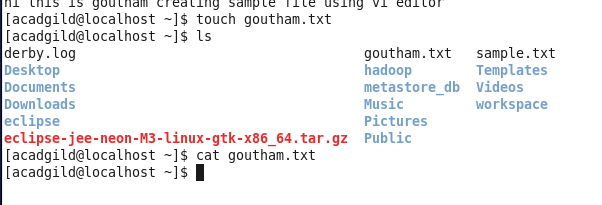 hi this is goutham creating sample file using vi editor
[acadgild@localhost ~]$ touch goutham.txt
[acadgild@localhost ~]$ ls
derby.log goutham.txt sample.txt
Desktop hadoop Templates
Documents metastore_db Videos
Downloads Music workspace
eclipse Pictures
eclipse-jee-neon-M3-linux-gtk-x86_64.tar.gz Public
[acadgild@localhost ~]$ cat goutham.txt
[acadgild@localhost ~]$